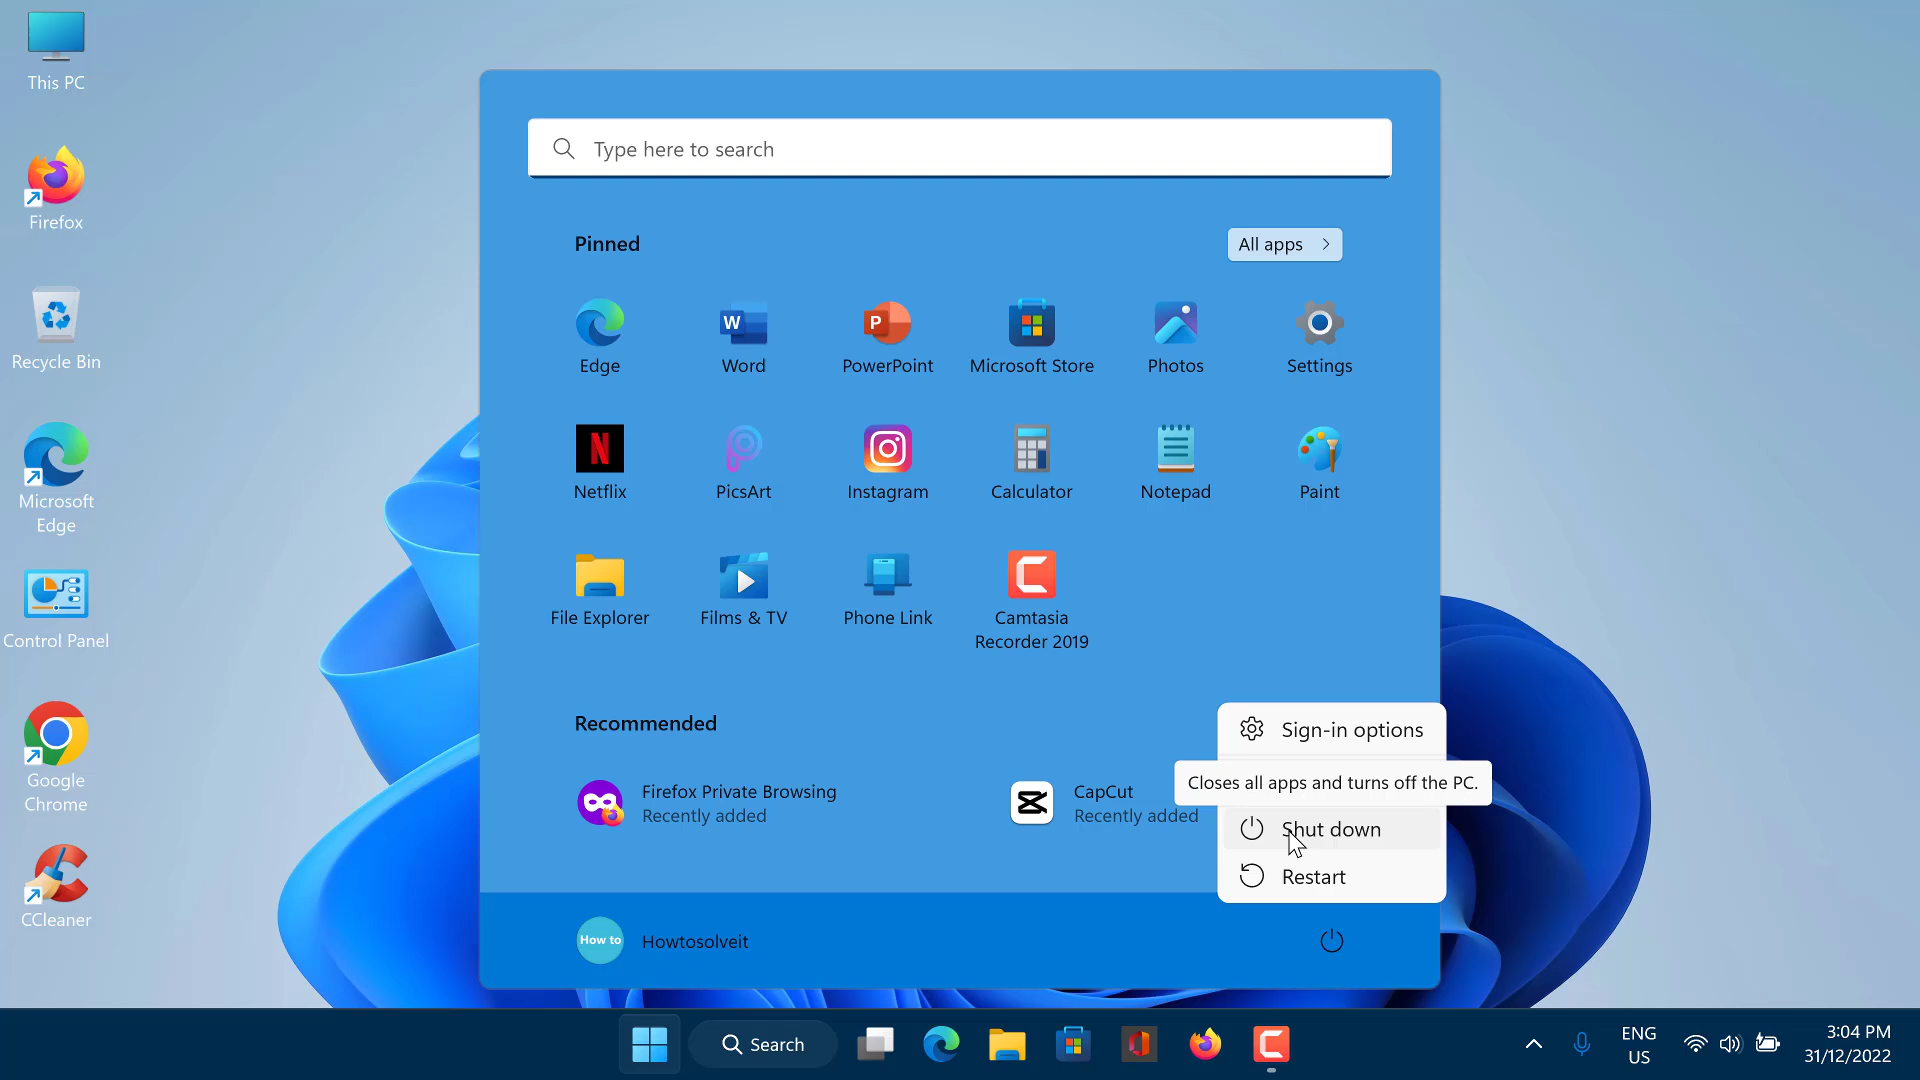 This PC
Firefox
Recycle Bin
Microsoft
Edge
Control Panel
Google
Chrome
CCleaner
Type here to search
Pinned
All apps
Edge
Word
PowerPoint
Microsoft Store
Photos
Settings
Netflix
PicsArt
Instagram
Calculator
Notepad
Paint
File Explorer
Films & TV
Phone Link
Camtasia
Recorder 2019
Recommended
Firefox Private Browsing
Recently added
CapCut
Recently added
Sign-in options
Closes all apps and turns off the PC.
Shut down
Restart
How to
Howtosolveit
Search
ENG
US
3:04 PM
31/12/2022